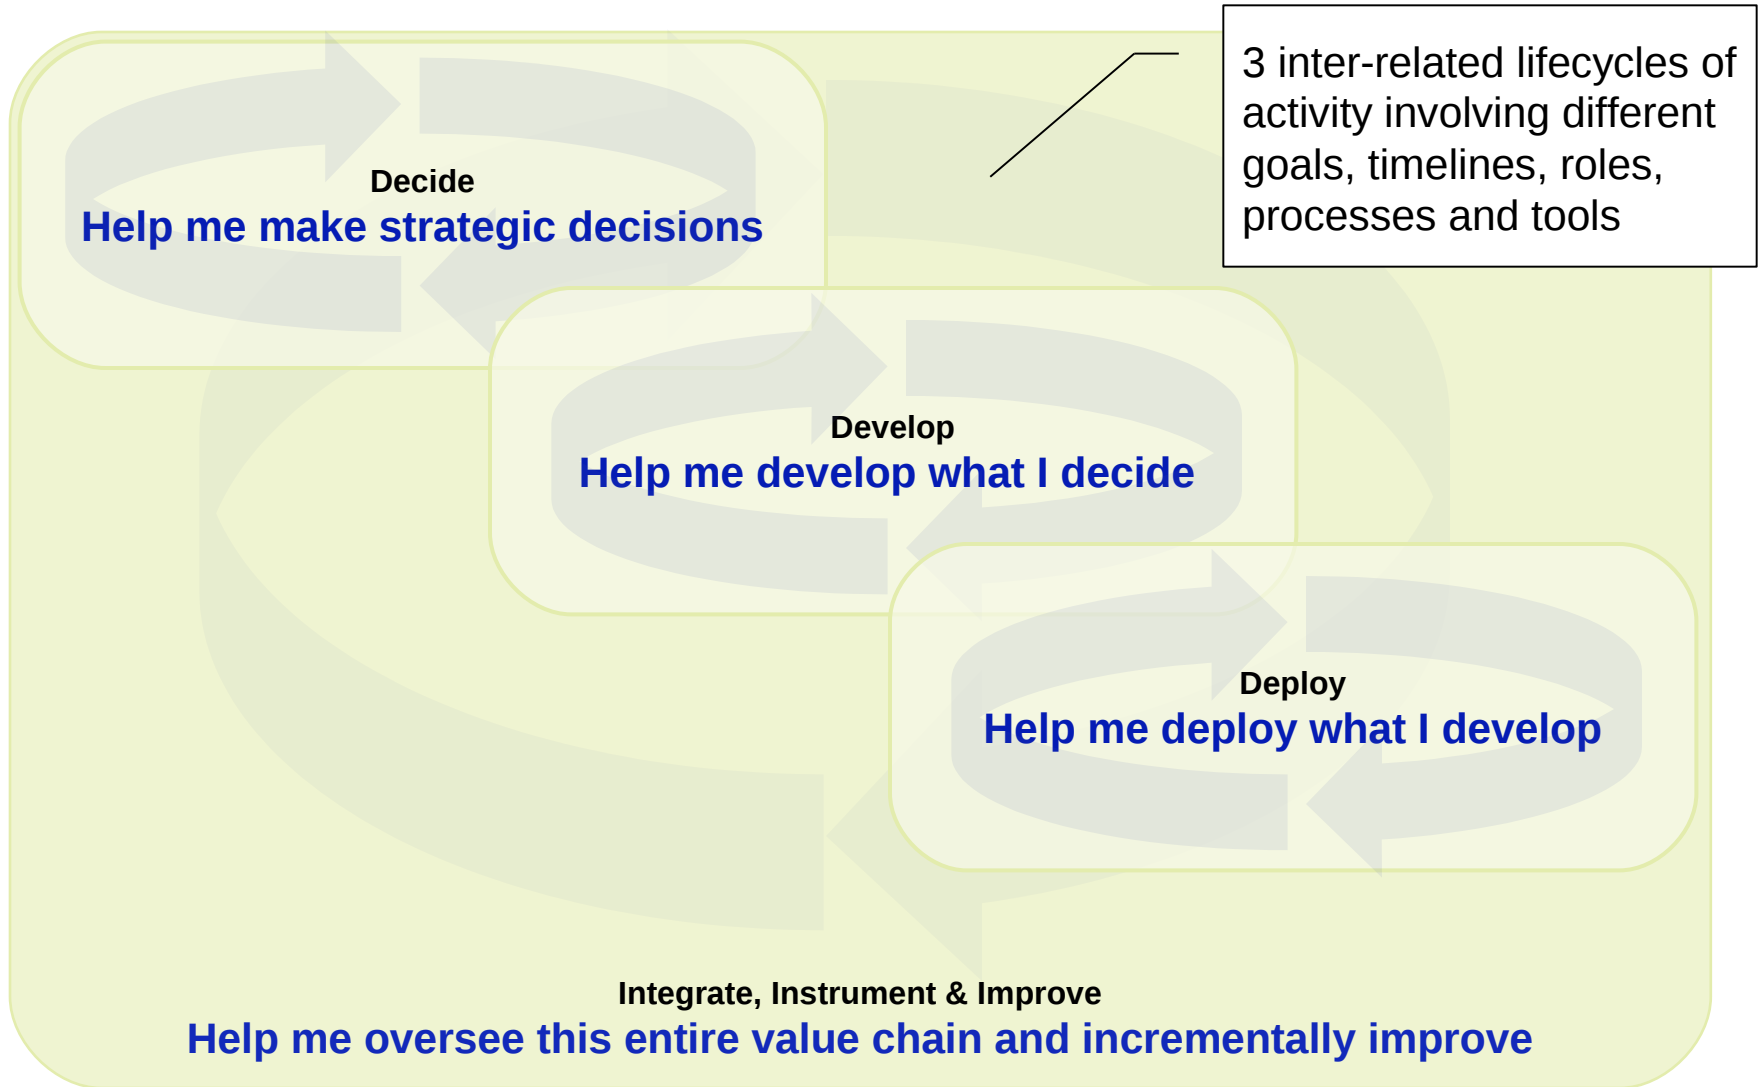 3 inter-related lifecycles of
activity involving different
goals, timelines, roles,
processes and tools
Decide
Help me make strategic decisions
Develop
Help me develop what I decide
Deploy
Help me deploy what I develop
Integrate, Instrument & Improve
Help me oversee this entire value chain and incrementally improve